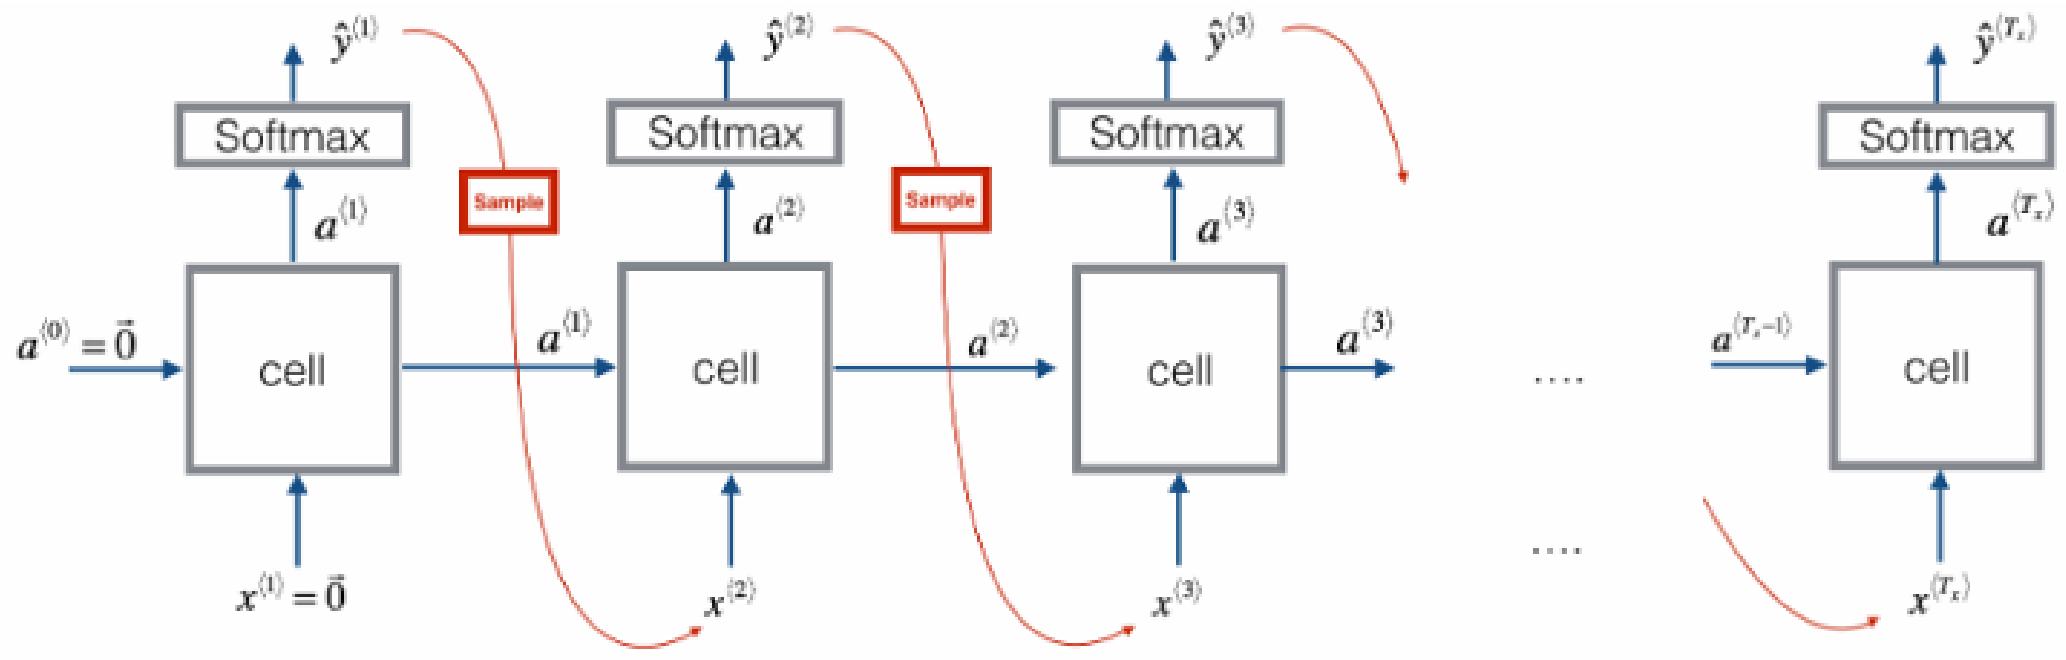 ŷ⟨1⟩ ŷ⟨2⟩ ŷ⟨3⟩ ŷ⟨Tₓ⟩
Softmax Softmax Softmax Softmax
Sample Sample
a⟨1⟩ a⟨2⟩ a⟨3⟩ a⟨Tₓ⟩
a⟨0⟩ = 0⃗ a⟨1⟩ a⟨2⟩ a⟨3⟩ a⟨Tₓ−1⟩
cell cell cell .... cell
....
x⟨1⟩ = 0⃗ x⟨2⟩ x⟨3⟩ x⟨Tₓ⟩